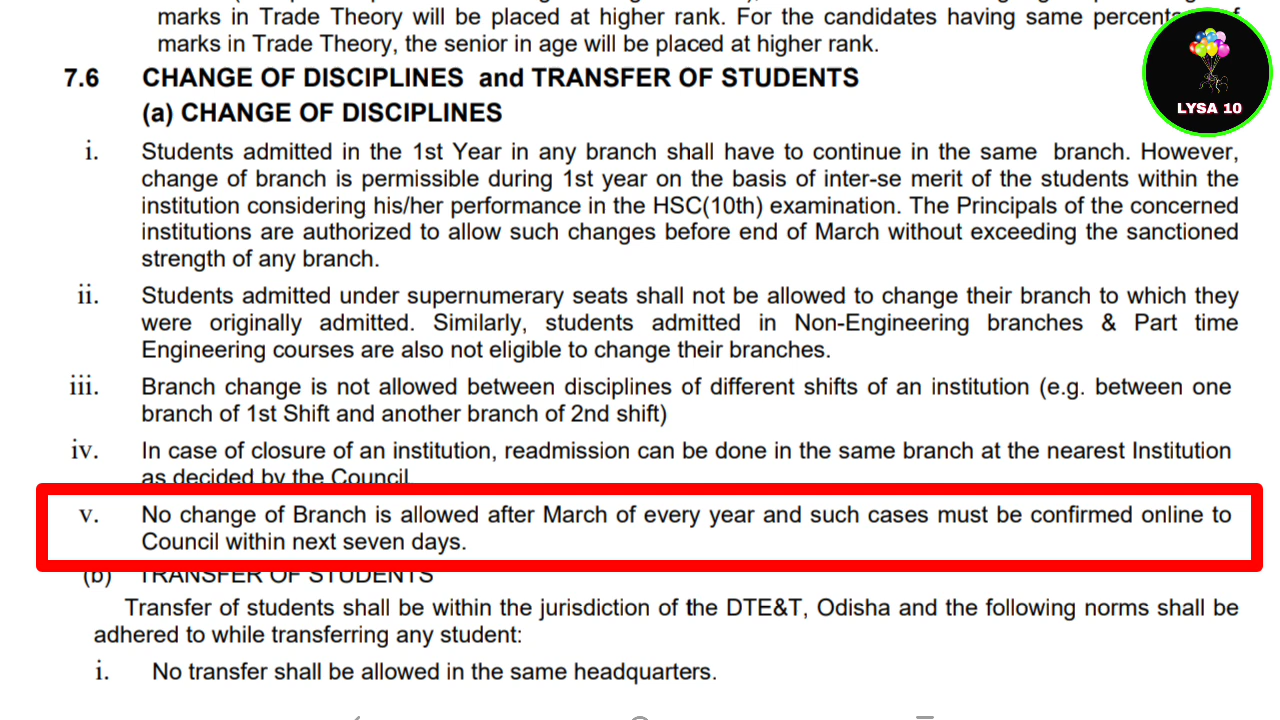 marks in Trade Theory will be placed at higher rank. For the candidates having same
marks in Trade Theory, the senior in age will be placed at higher rank.
7.6 CHANGE OF DISCIPLINES and TRANSFER OF STUDENTS
(a) CHANGE OF DISCIPLINES
i. Students admitted in the 1st Year in any branch shall have to continue in the same branch. However,
change of branch is permissible during 1st year on the basis of inter-se merit of the students within the
institution considering his/her performance in the HSC(10th) examination. The Principals of the concerned
institutions are authorized to allow such changes before end of March without exceeding the sanctioned
strength of any branch.
ii. Students admitted under supernumerary seats shall not be allowed to change their branch to which they
were originally admitted. Similarly, students admitted in Non-Engineering branches & Part time
Engineering courses are also not eligible to change their branches.
iii. Branch change is not allowed between disciplines of different shifts of an institution (e.g. between one
branch of 1st Shift and another branch of 2nd shift)
iv. In case of closure of an institution, readmission can be done in the same branch at the nearest Institution
as decided by the Council
v. No change of Branch is allowed after March of every year and such cases must be confirmed online to
Council within next seven days.
(b) TRANSFER OF STUDENTS
Transfer of students shall be within the jurisdiction of the DTE&T, Odisha and the following norms shall be
adhered to while transferring any student:
i. No transfer shall be allowed in the same headquarters.
LYSA 10